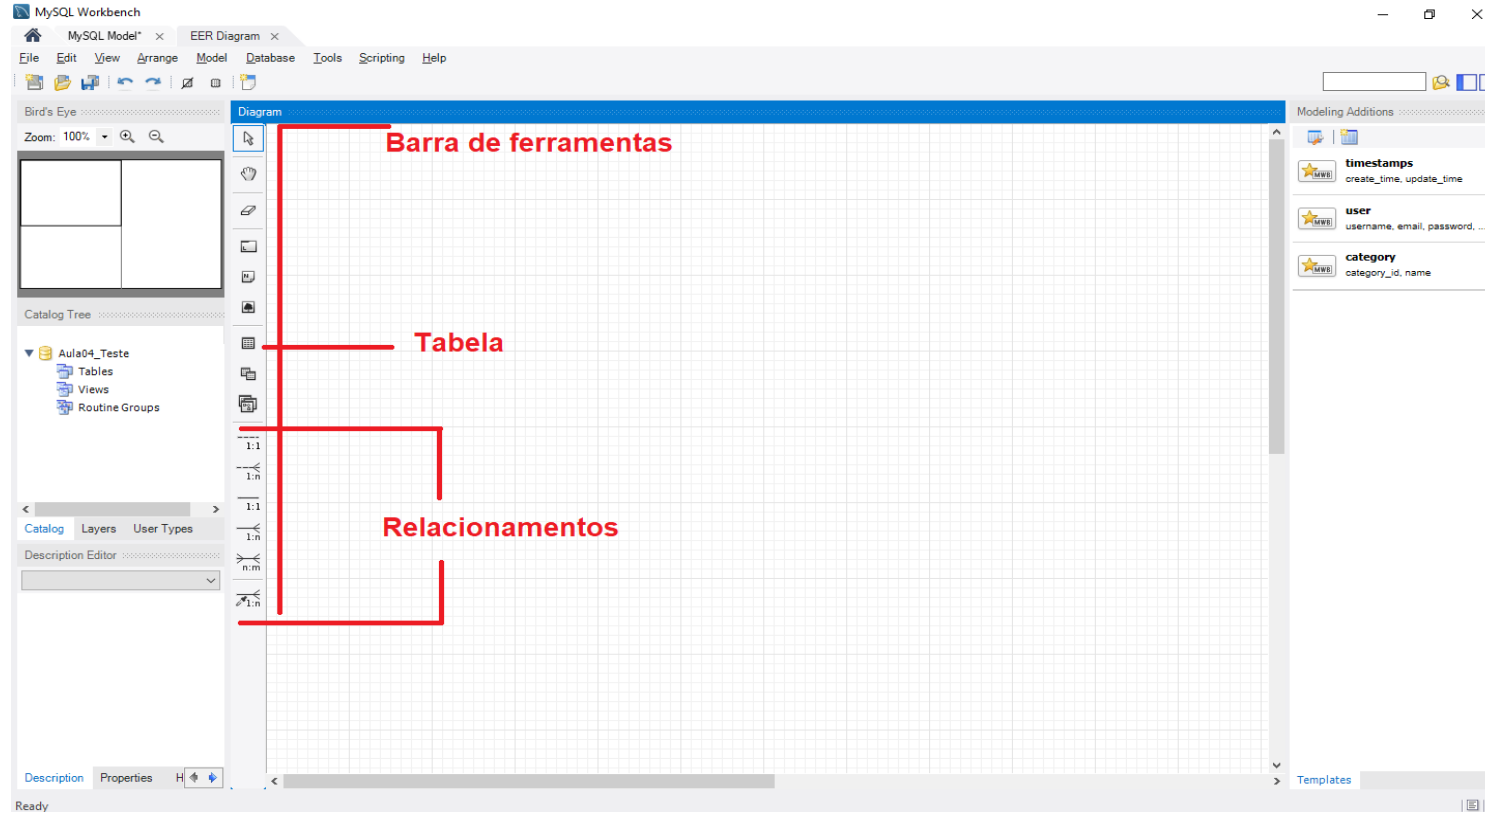 MySQL Workbench
MySQL Model* ×
EER Diagram ×
File Edit View Arrange Model Database Tools Scripting Help
Bird's Eye
Zoom: 100%
Catalog Tree
Aula04_Teste
Tables
Views
Routine Groups
Catalog Layers User Types
Description Editor
Description Properties H
Ready
Diagram
Barra de ferramentas
Tabela
1:1
1:n
1:1
1:n
n:m
1:n
Relacionamentos
Modeling Additions
MWB
timestamps
create_time, update_time
MWB
user
username, email, password, ...
MWB
category
category_id, name
Templates